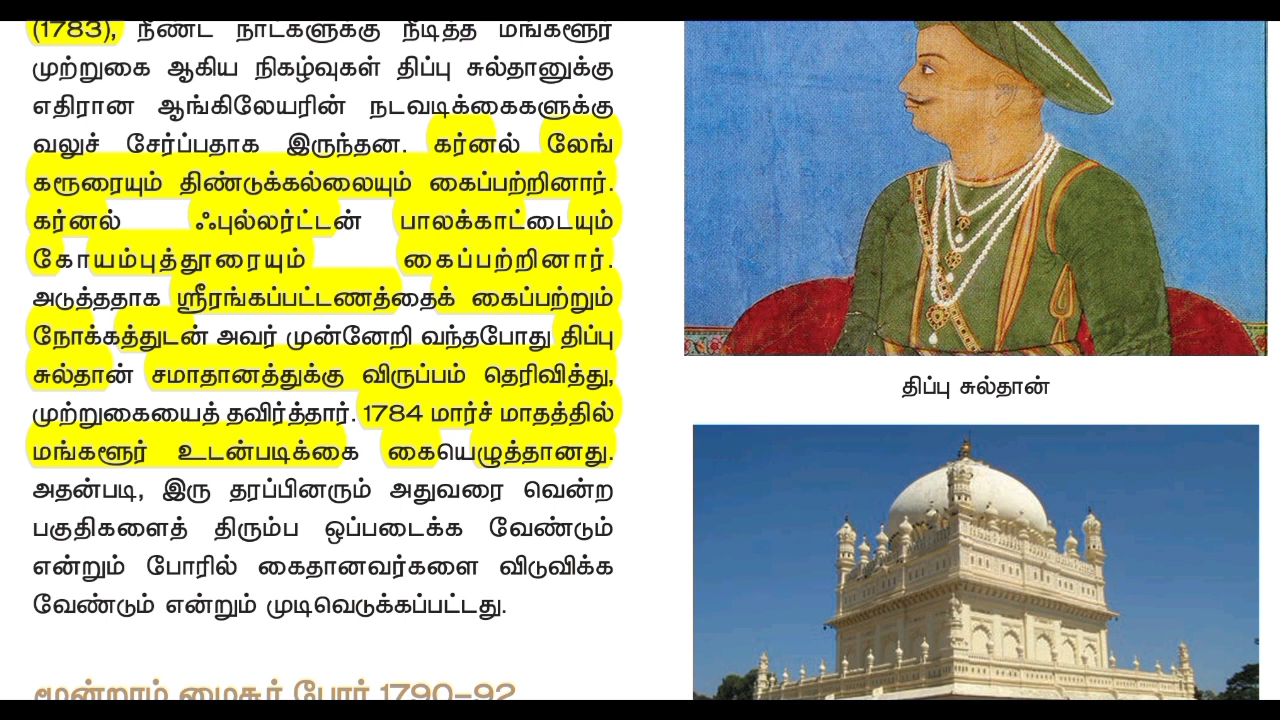 (1783), நீண்ட நாட்களுக்கு நீடித்த மங்களூர்
முற்றுகை ஆகிய நிகழ்வுகள் திப்பு சுல்தானுக்கு
எதிரான ஆங்கிலேயரின் நடவடிக்கைகளுக்கு
வலுச் சேர்ப்பதாக இருந்தன. கர்னல் லேங்
கரூரையும் திண்டுக்கல்லையும் கைப்பற்றினார்.
கர்னல் ஃபுல்லர்ட்டன் பாலக்காட்டையும்
கோயம்புத்தூரையும் கைப்பற்றினார்.
அடுத்ததாக ஸ்ரீரங்கப்பட்டணத்தைக் கைப்பற்றும்
நோக்கத்துடன் அவர் முன்னேறி வந்தபோது திப்பு
சுல்தான் சமாதானத்துக்கு விருப்பம் தெரிவித்து,
முற்றுகையைத் தவிர்த்தார். 1784 மார்ச் மாதத்தில்
மங்களூர் உடன்படிக்கை கையெழுத்தானது.
அதன்படி, இரு தரப்பினரும் அதுவரை வென்ற
பகுதிகளைத் திரும்ப ஒப்படைக்க வேண்டும்
என்றும் போரில் கைதானவர்களை விடுவிக்க
வேண்டும் என்றும் முடிவெடுக்கப்பட்டது.
மூன்றாம் மைசூர் போர் 1790–92
திப்பு சுல்தான்